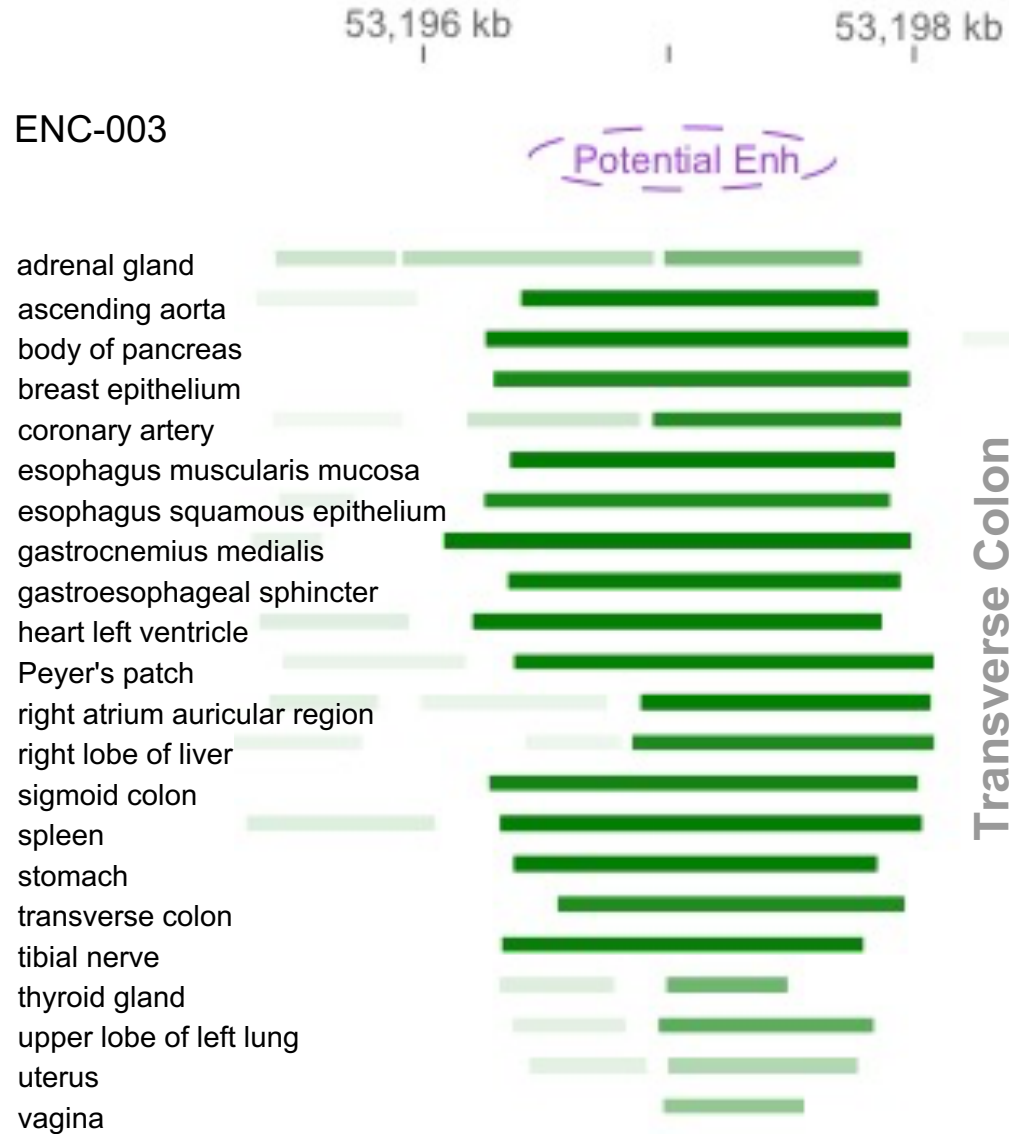 53,196 kb
53,198 kb
ENC-003
Potential Enh
adrenal gland
ascending aorta
body of pancreas
breast epithelium
coronary artery
esophagus muscularis mucosa
esophagus squamous epithelium
gastrocnemius medialis
gastroesophageal sphincter
heart left ventricle
Peyer's patch
right atrium auricular region
right lobe of liver
sigmoid colon
spleen
stomach
transverse colon
tibial nerve
thyroid gland
upper lobe of left lung
uterus
vagina
Transverse Colon